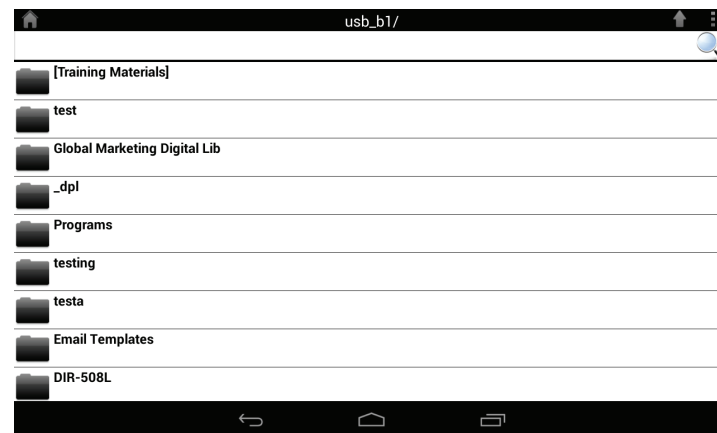 usb_b1/
[Training Materials]
test
Global Marketing Digital Lib
_dpl
Programs
testing
testa
Email Templates
DIR-508L